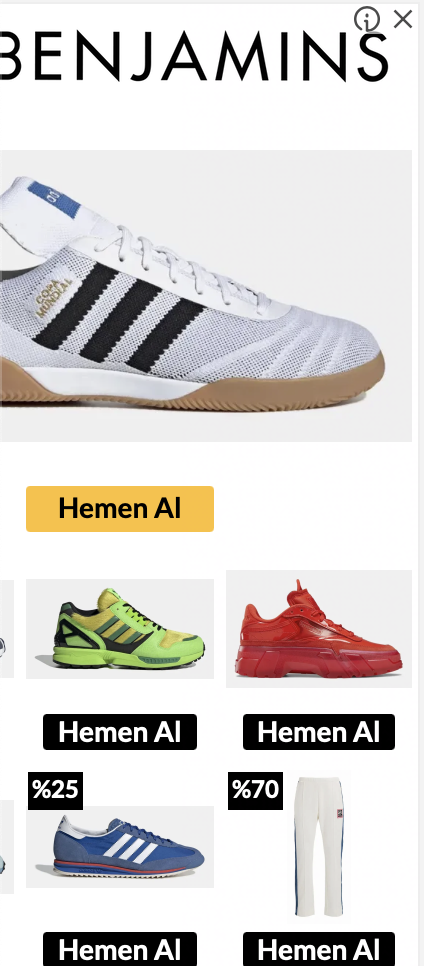 BENJAMINS
COPA
MUNDIAL
Hemen Al
Hemen Al
Hemen Al
%25
%70
Hemen Al
Hemen Al